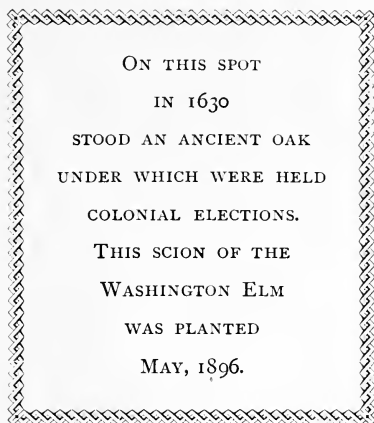 On this spot
in 1630
stood an ancient oak
under which were held
colonial elections.
This scion of the
Washington Elm
was planted
May, 1896.